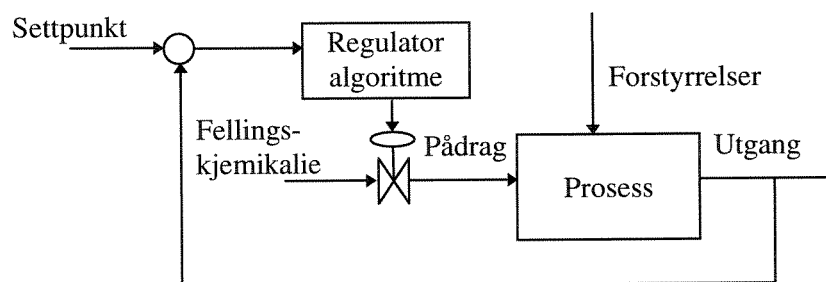 Settpunkt
Regulator
algoritme
Forstyrrelser
Fellings-
kjemikalie
Pådrag
Utgang
Prosess